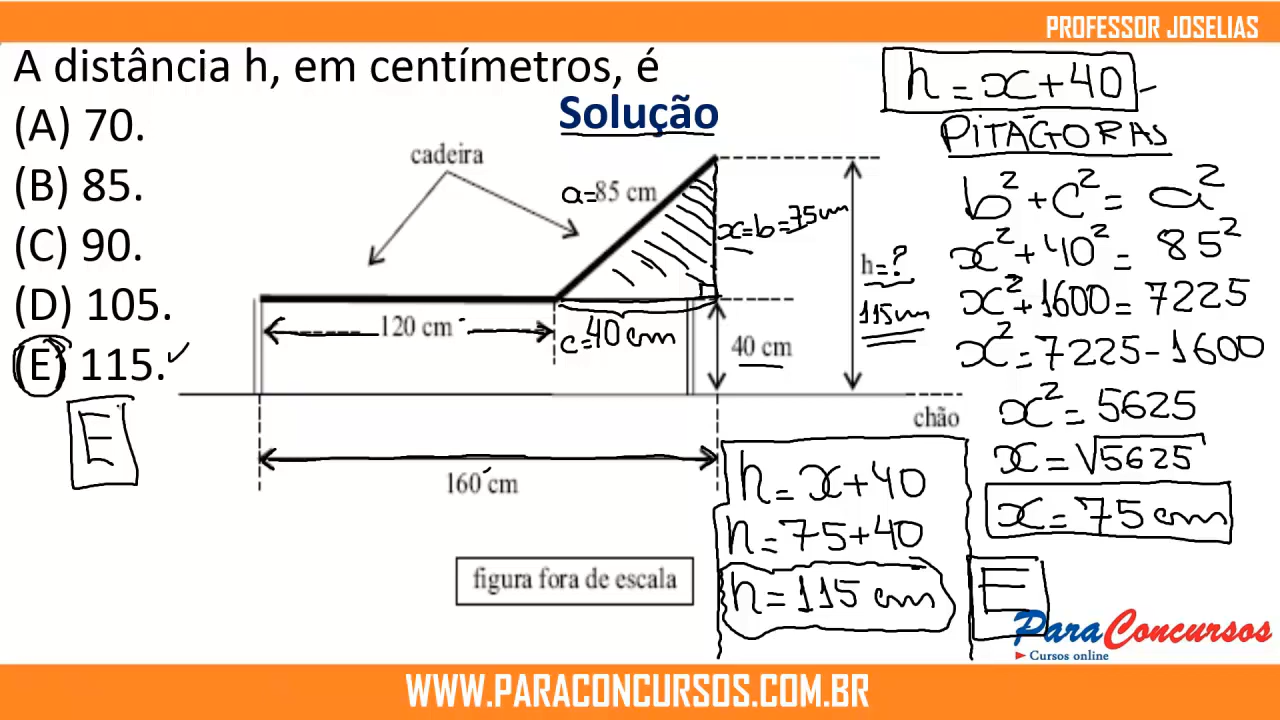 PROFESSOR JOSELIAS
A distância h, em centímetros, é
(A) 70.
(B) 85.
(C) 90.
(D) 105.
(E) 115.
E
Solução
cadeira
a=85 cm
x=b=75cm
h=?
115cm
120 cm
c=40cm
40 cm
chão
160 cm
figura fora de escala
h=x+40
PITÁGORAS
b²+c²=a²
x²+40²=85²
x²+1600=7225
x²=7225-1600
x²=5625
x=√5625
x=75cm
h=x+40
h=75+40
h=115 cm
E
ParaConcursos
Cursos online
WWW.PARACONCURSOS.COM.BR